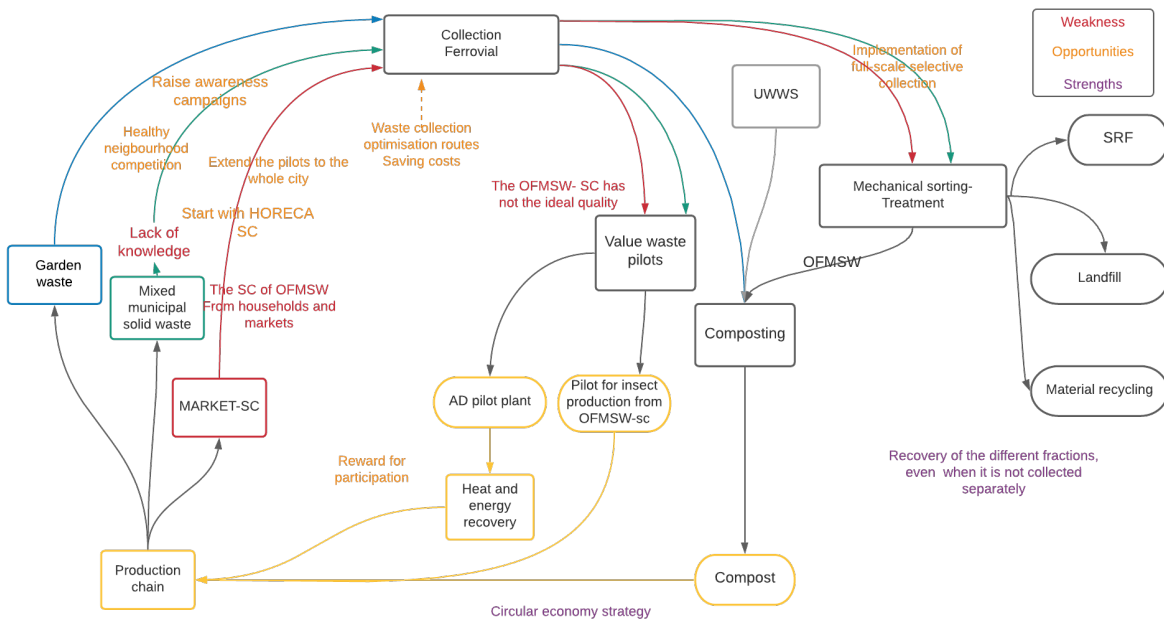 Collection
Ferrovial
Weakness
Opportunities
Strengths
Implementation of
full-scale selective
collection
Raise awareness
campaigns
UWWS
Waste collection
optimisation routes
Saving costs
Healthy
neigbourhood
competition
SRF
Extend the pilots to the
whole city
The OFMSW- SC has
not the ideal quality
Mechanical sorting-
Treatment
Start with HORECA
SC
Lack of
knowledge
Value waste
pilots
OFMSW
Garden
waste
Landfill
Mixed
municipal
solid waste
The SC of OFMSW
From households and
markets
Composting
MARKET-SC
AD pilot plant
Pilot for insect
production from
OFMSW-sc
Material recycling
Reward for
participation
Recovery of the different fractions,
even when it is not collected
separately
Heat and
energy
recovery
Production
chain
Compost
Circular economy strategy